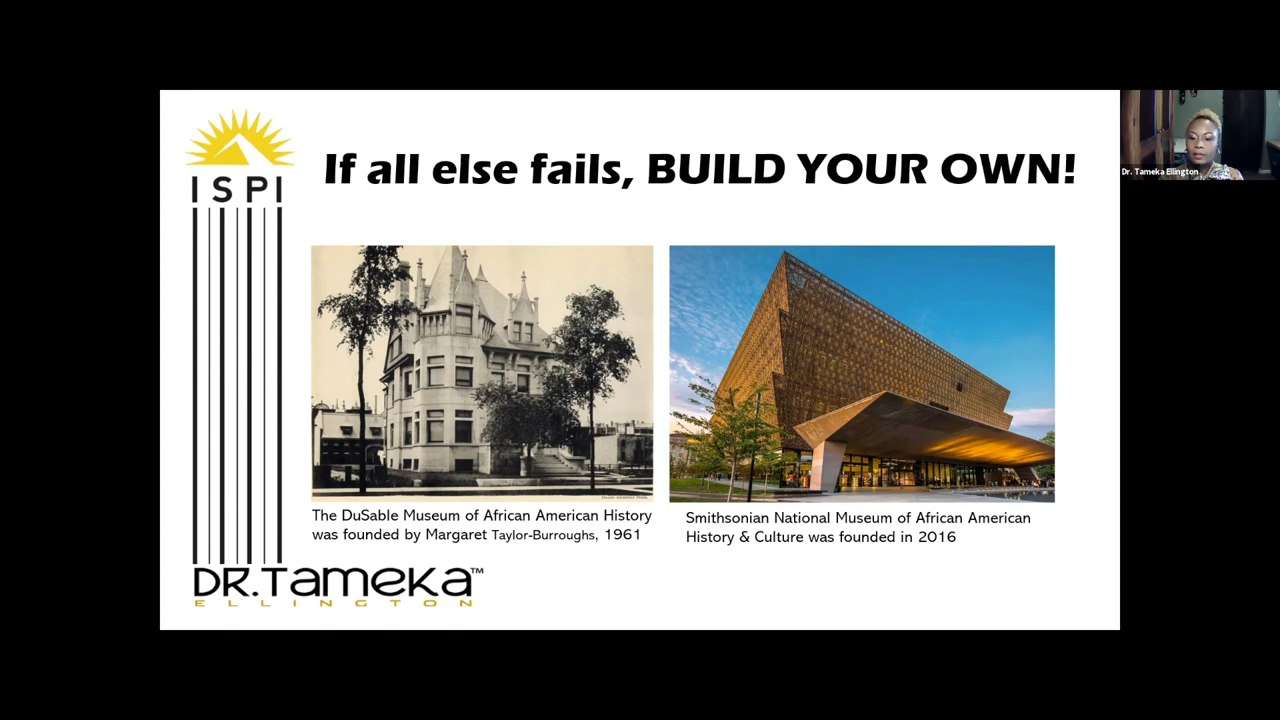 If all else fails, BUILD YOUR OWN!
ISPI
Dr. Tameka Ellington
The DuSable Museum of African American History
was founded by Margaret Taylor-Burroughs, 1961
Smithsonian National Museum of African American
History & Culture was founded in 2016
DR.TAMEKA™
ELLINGTON